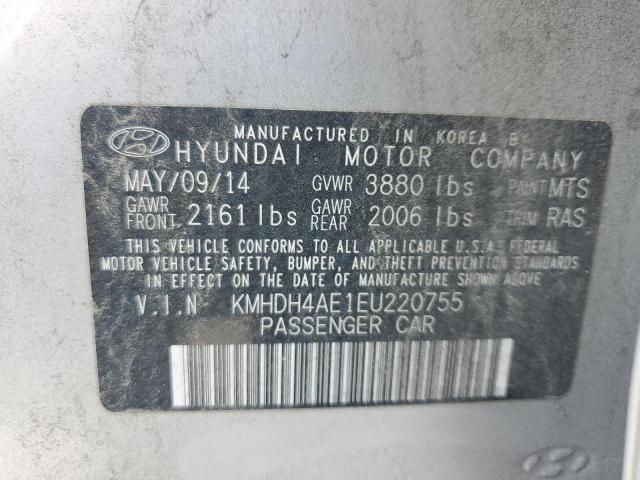 MANUFACTURED IN KOREA BY
HYUNDAI MOTOR COMPANY
MAY/09/14 GVWR 3880 lbs PAINT MTS
GAWR FRONT 2161 lbs GAWR REAR 2006 lbs TRIM RAS
THIS VEHICLE CONFORMS TO ALL APPLICABLE U.S.A. FEDERAL
MOTOR VEHICLE SAFETY, BUMPER, AND THEFT PREVENTION STANDARDS
IN EFFECT ON THE DATE OF MANUFACTURE SHOWN ABOVE.
V.I.N KMHDH4AE1EU220755
PASSENGER CAR